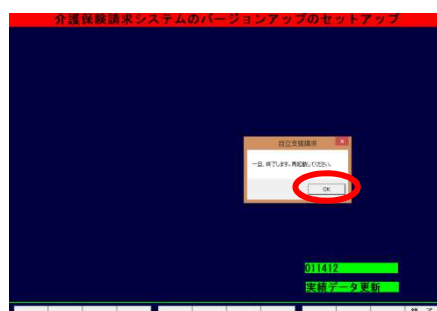 介護保険請求システムのバージョンアップのセットアップ
自立支援請求
一旦、終了します。再起動してください。
OK
011412
実績データ更新
終 了